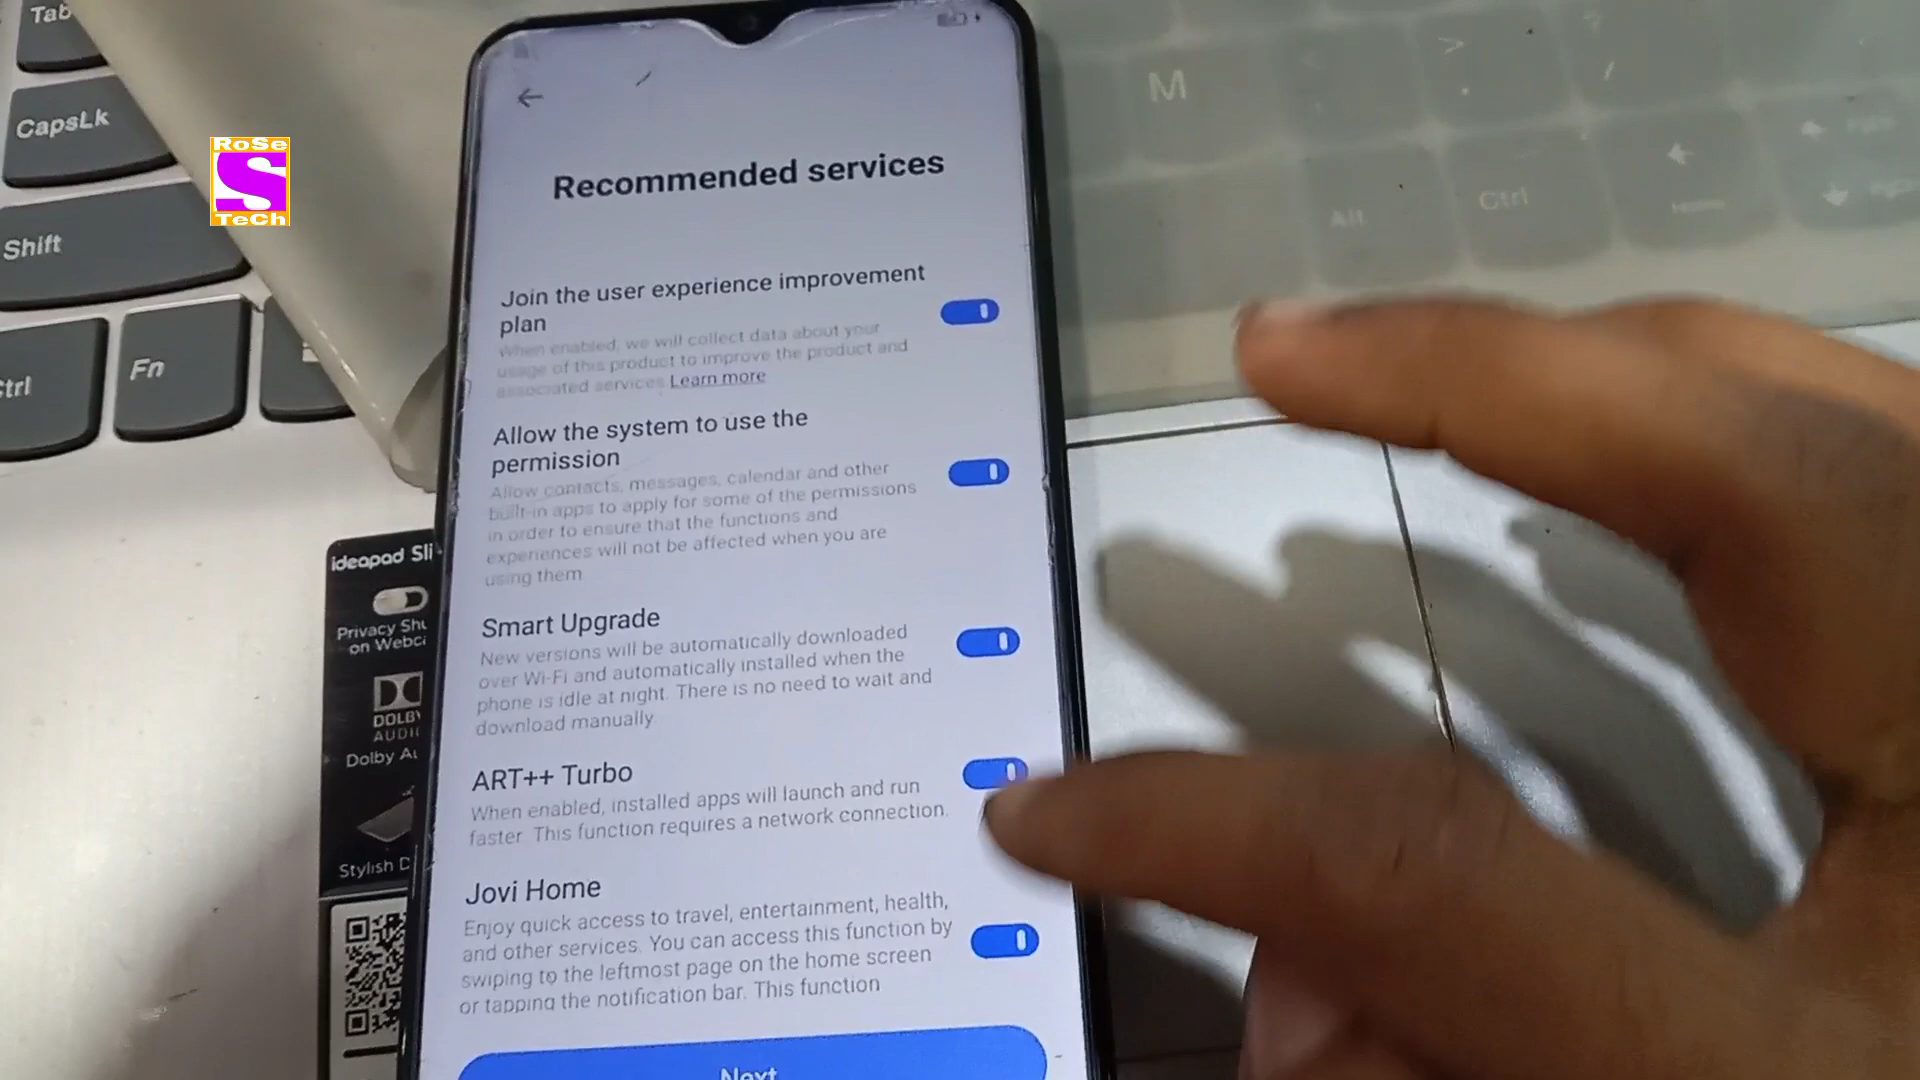 Tab
CapsLk
Shift
Fn
RoSe
S
TeCh
M
Alt
Ctrl
Recommended services
Join the user experience improvement
plan
When enabled, we will collect data about your
usage of this product to improve the product and
associated services Learn more
Allow the system to use the
permission
Allow contacts, messages, calendar and other
built-in apps to apply for some of the permissions
in order to ensure that the functions and
experiences will not be affected when you are
using them
Smart Upgrade
New versions will be automatically downloaded
over Wi-Fi and automatically installed when the
phone is idle at night. There is no need to wait and
download manually
ART++ Turbo
When enabled, installed apps will launch and run
faster. This function requires a network connection.
Jovi Home
Enjoy quick access to travel, entertainment, health,
and other services. You can access this function by
swiping to the leftmost page on the home screen
or tapping the notification bar. This function
Next
ideapad Sli
Privacy Shu
on Webca
DOLBY
AUDIO
Dolby Au
Stylish D